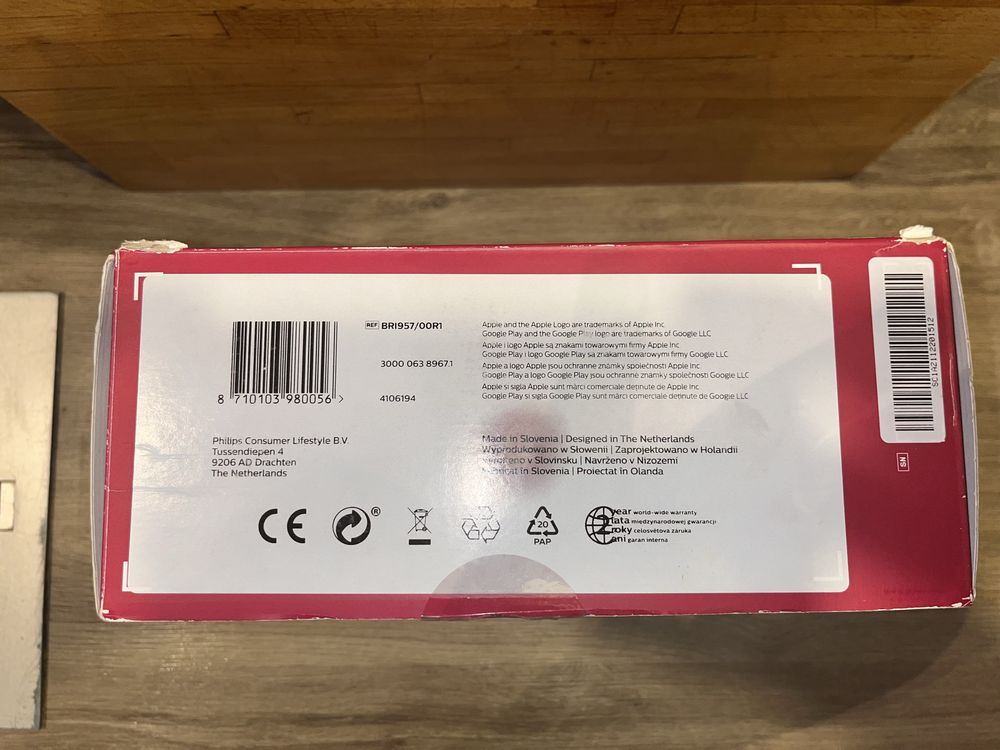 REF BRI957/00R1
3000 063 8967.1
4106194
8 710103 980056 >
Philips Consumer Lifestyle B.V.
Tussendiepen 4
9206 AD Drachten
The Netherlands
Apple and the Apple Logo are trademarks of Apple Inc
Google Play and the Google Play logo are trademarks of Google LLC
Apple i logo Apple są znakami towarowymi firmy Apple Inc
Google Play i logo Google Play są znakami towarowymi firmy Google LLC
Apple a logo Apple jsou ochranné známky společnosti Apple Inc
Google Play a logo Google Play jsou ochranné známky společnosti Google LLC
Apple și sigla Apple sunt mărci comerciale deținute de Apple Inc
Google Play și sigla Google Play sunt mărci comerciale deținute de Google LLC
Made in Slovenia | Designed in The Netherlands
Wyprodukowano w Słowenii | Zaprojektowano w Holandii
Vyrobeno v Slovinsku | Navrženo v Nizozemí
în Slovenia | Proiectat în Olanda
CE
®
20
PAP
2
year world-wide warranty
lata międzynarodowej gwarancji
roky celosvětová záruka
ani garan interna
SC1A2112201512
SN